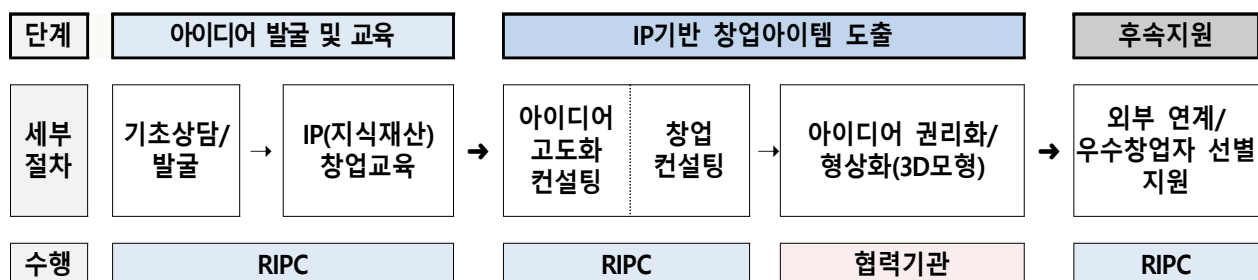 단계
아이디어 발굴 및 교육
IP기반 창업아이템 도출
후속지원
세부
절차
기초상담/
발굴
→
IP(지식재산)
창업교육
→
아이디어
고도화
컨설팅
창업
컨설팅
→
아이디어 권리화/
형상화(3D모형)
→
외부 연계/
우수창업자 선별
지원
수행
RIPC
RIPC
협력기관
RIPC